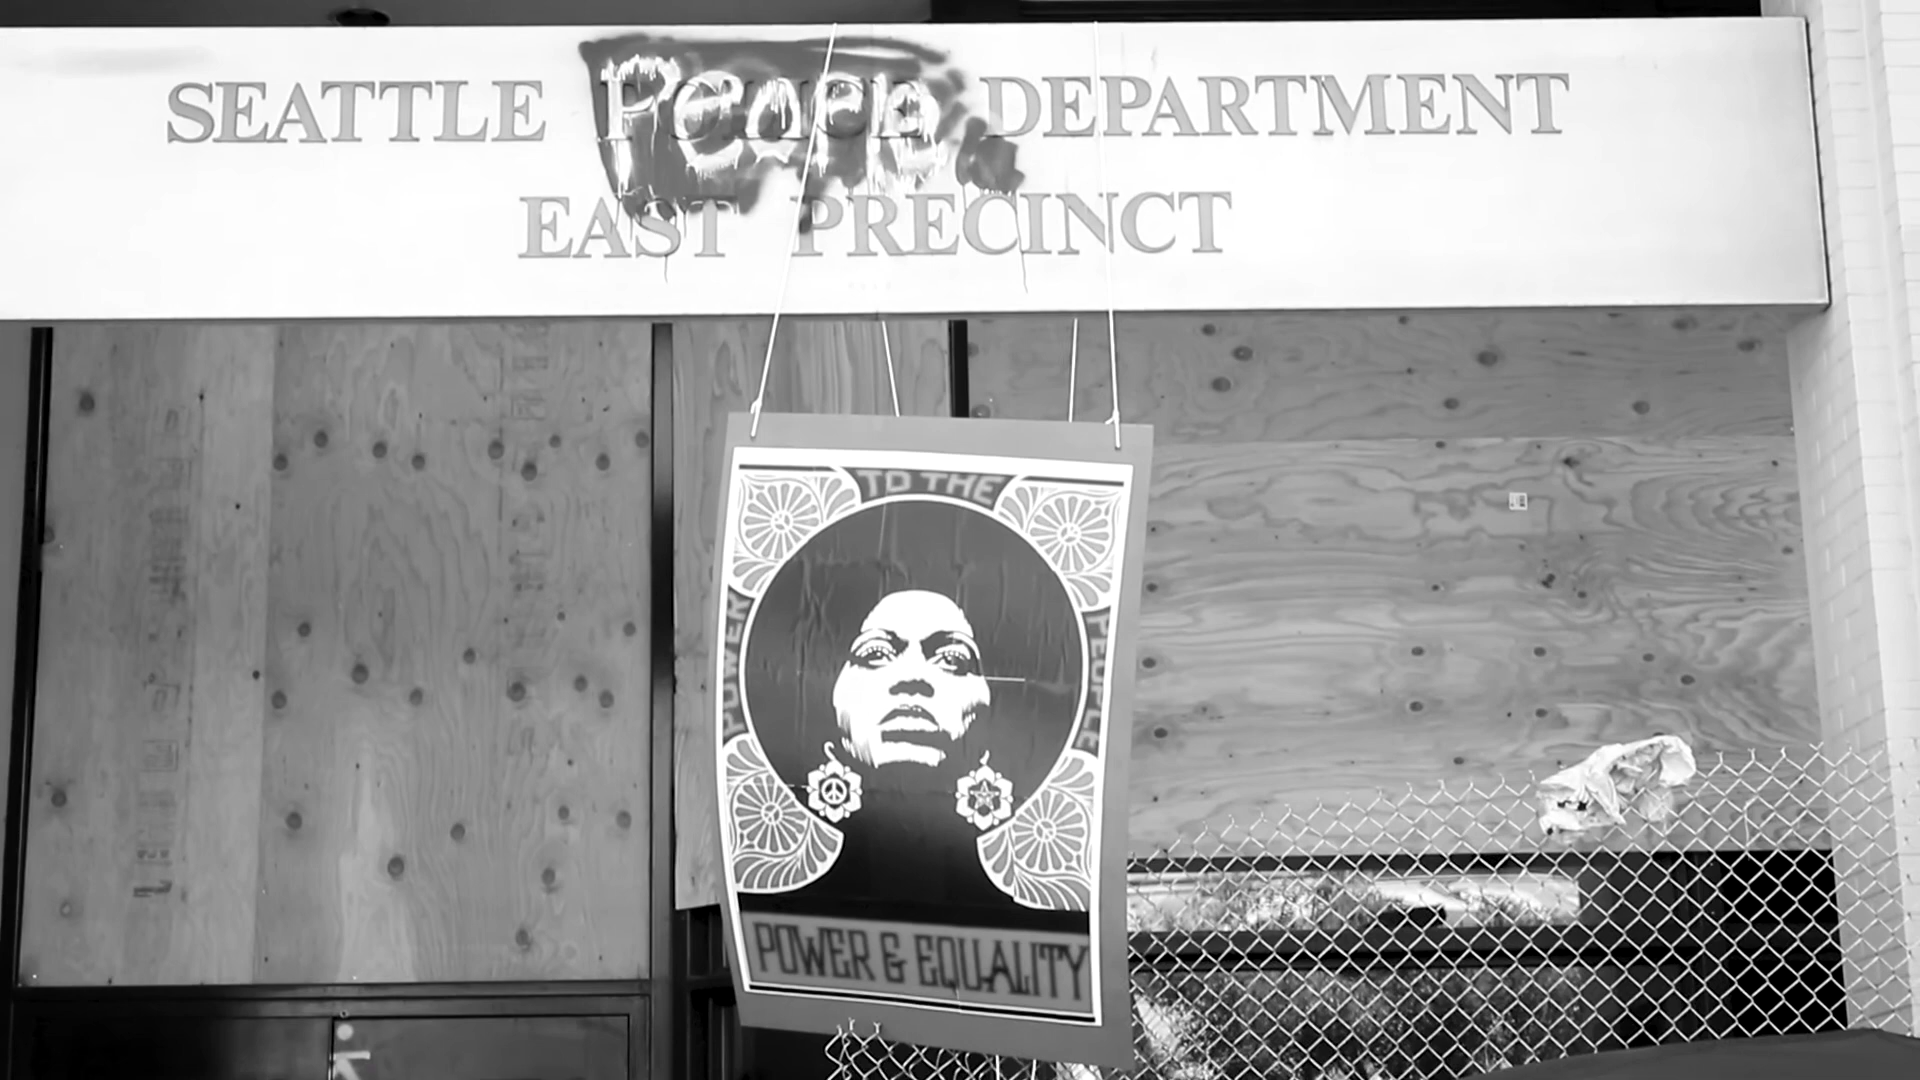 SEATTLE People DEPARTMENT
EAST PRECINCT
POWER TO THE PEOPLE
POWER & EQUALITY